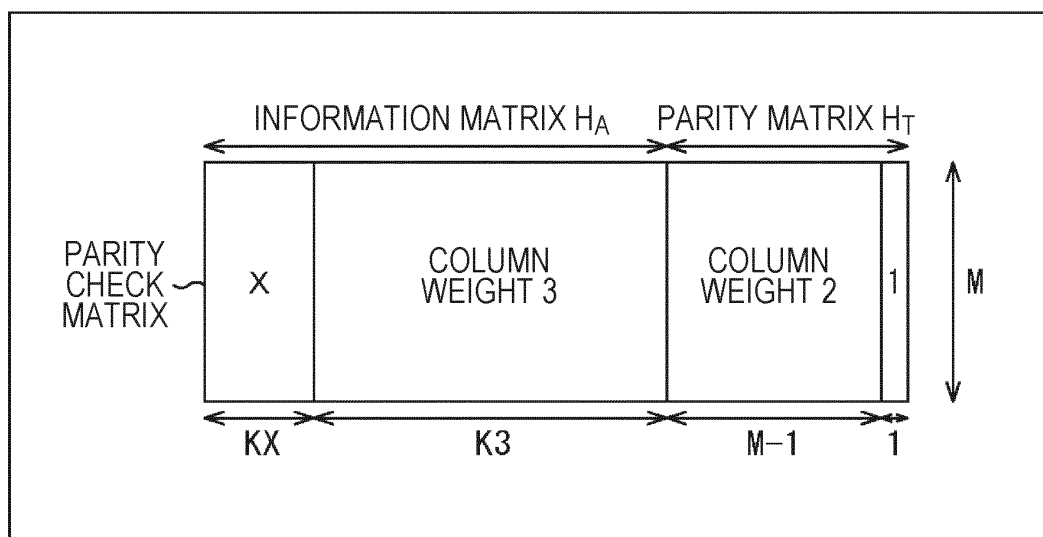 INFORMATION MATRIX HA
PARITY MATRIX HT
PARITY
CHECK
MATRIX
X
COLUMN
WEIGHT 3
COLUMN
WEIGHT 2
1
M
KX
K3
M-1
1